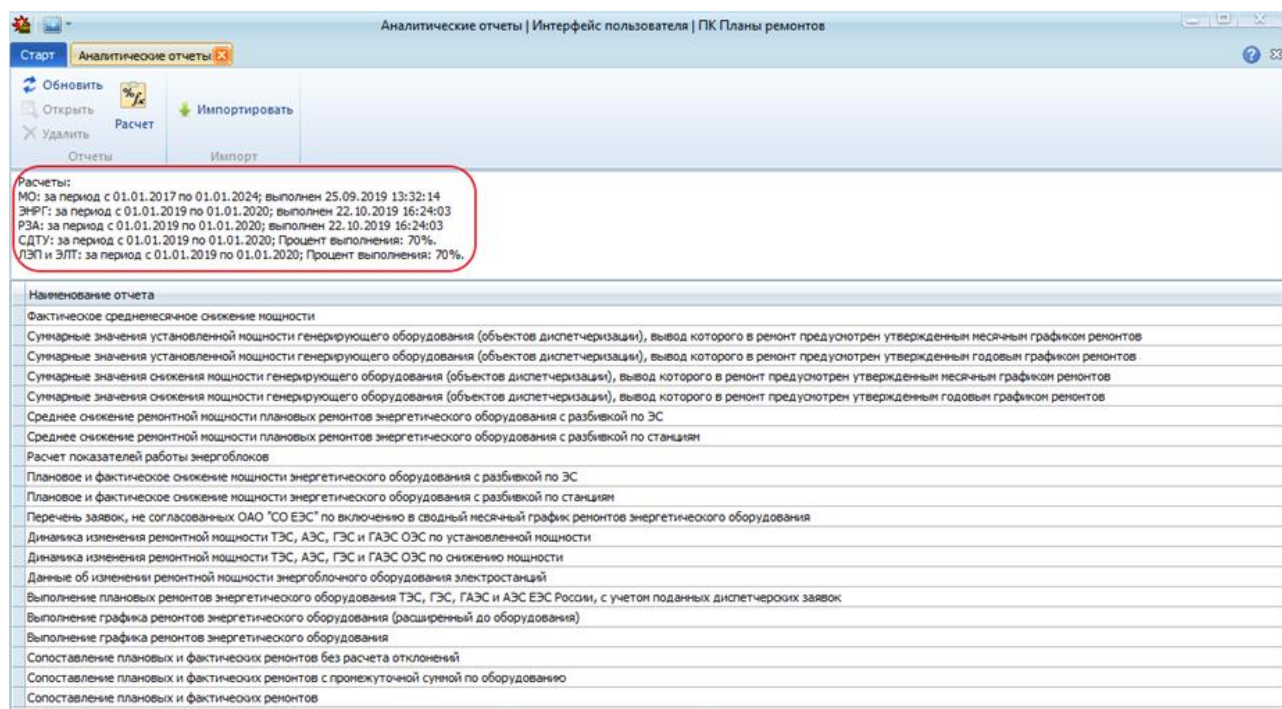 Аналитические отчеты | Интерфейс пользователя | ПК Планы ремонтов
Старт Аналитические отчеты
Обновить
Открыть
Удалить
Расчет
Импортировать
Отчеты Импорт
Расчеты:
МО: за период с 01.01.2017 по 01.01.2024; выполнен 25.09.2019 13:32:14
ЭНРГ: за период с 01.01.2019 по 01.01.2020; выполнен 22.10.2019 16:24:03
РЗА: за период с 01.01.2019 по 01.01.2020; выполнен 22.10.2019 16:24:03
СДТУ: за период с 01.01.2019 по 01.01.2020; Процент выполнения: 70%.
ЛЭП и ЭЛТ: за период с 01.01.2019 по 01.01.2020; Процент выполнения: 70%.
Наименование отчета
Фактическое среднемесячное снижение мощности
Суммарные значения установленной мощности генерирующего оборудования (объектов диспетчеризации), вывод которого в ремонт предусмотрен утвержденным месячным графиком ремонтов
Суммарные значения установленной мощности генерирующего оборудования (объектов диспетчеризации), вывод которого в ремонт предусмотрен утвержденным годовым графиком ремонтов
Суммарные значения снижения мощности генерирующего оборудования (объектов диспетчеризации), вывод которого в ремонт предусмотрен утвержденным месячным графиком ремонтов
Суммарные значения снижения мощности генерирующего оборудования (объектов диспетчеризации), вывод которого в ремонт предусмотрен утвержденным годовым графиком ремонтов
Среднее снижение ремонтной мощности плановых ремонтов энергетического оборудования с разбивкой по ЭС
Среднее снижение ремонтной мощности плановых ремонтов энергетического оборудования с разбивкой по станциям
Расчет показателей работы энергоблоков
Плановое и фактическое снижение мощности энергетического оборудования с разбивкой по ЭС
Плановое и фактическое снижение мощности энергетического оборудования с разбивкой по станциям
Перечень заявок, не согласованных ОАО "СО ЕЭС" по включению в сводный месячный график ремонтов энергетического оборудования
Динамика изменения ремонтной мощности ТЭС, АЭС, ГЭС и ГАЭС ОЭС по установленной мощности
Динамика изменения ремонтной мощности ТЭС, АЭС, ГЭС и ГАЭС ОЭС по снижению мощности
Данные об изменении ремонтной мощности энергоблочного оборудования электростанций
Выполнение плановых ремонтов энергетического оборудования ТЭС, ГЭС, ГАЭС и АЭС ЕЭС России, с учетом поданных диспетчерских заявок
Выполнение графика ремонтов энергетического оборудования (расширенный до оборудования)
Выполнение графика ремонтов энергетического оборудования
Сопоставление плановых и фактических ремонтов без расчета отклонений
Сопоставление плановых и фактических ремонтов с промежуточной суммой по оборудованию
Сопоставление плановых и фактических ремонтов